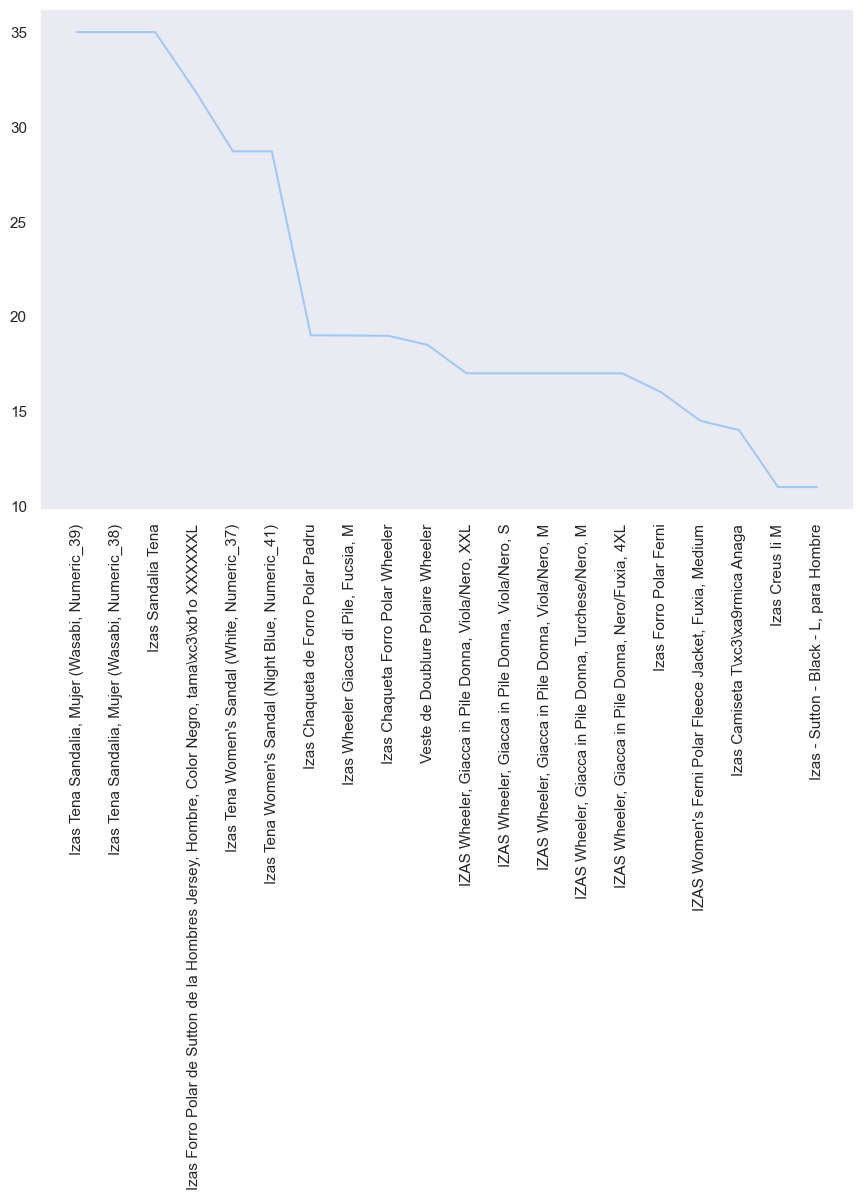 35
30
25
20
15
10
Izas Tena Sandalia, Mujer (Wasabi, Numeric_39)
Izas Tena Sandalia, Mujer (Wasabi, Numeric_38)
Izas Sandalia Tena
Izas Forro Polar de Sutton de la Hombres Jersey, Hombre, Color Negro, tama\xc3\xb1o XXXXXXL
Izas Tena Women's Sandal (White, Numeric_37)
Izas Tena Women's Sandal (Night Blue, Numeric_41)
Izas Chaqueta de Forro Polar Padru
Izas Wheeler Giacca di Pile, Fucsia, M
Izas Chaqueta Forro Polar Wheeler
Veste de Doublure Polaire Wheeler
IZAS Wheeler, Giacca in Pile Donna, Viola/Nero, XXL
IZAS Wheeler, Giacca in Pile Donna, Viola/Nero, S
IZAS Wheeler, Giacca in Pile Donna, Viola/Nero, M
IZAS Wheeler, Giacca in Pile Donna, Turchese/Nero, M
IZAS Wheeler, Giacca in Pile Donna, Nero/Fuxia, 4XL
Izas Forro Polar Ferni
IZAS Women's Ferni Polar Fleece Jacket, Fuxia, Medium
Izas Camiseta T\xc3\xa9rmica Anaga
Izas Creus Ii M
Izas - Sutton - Black - L, para Hombre